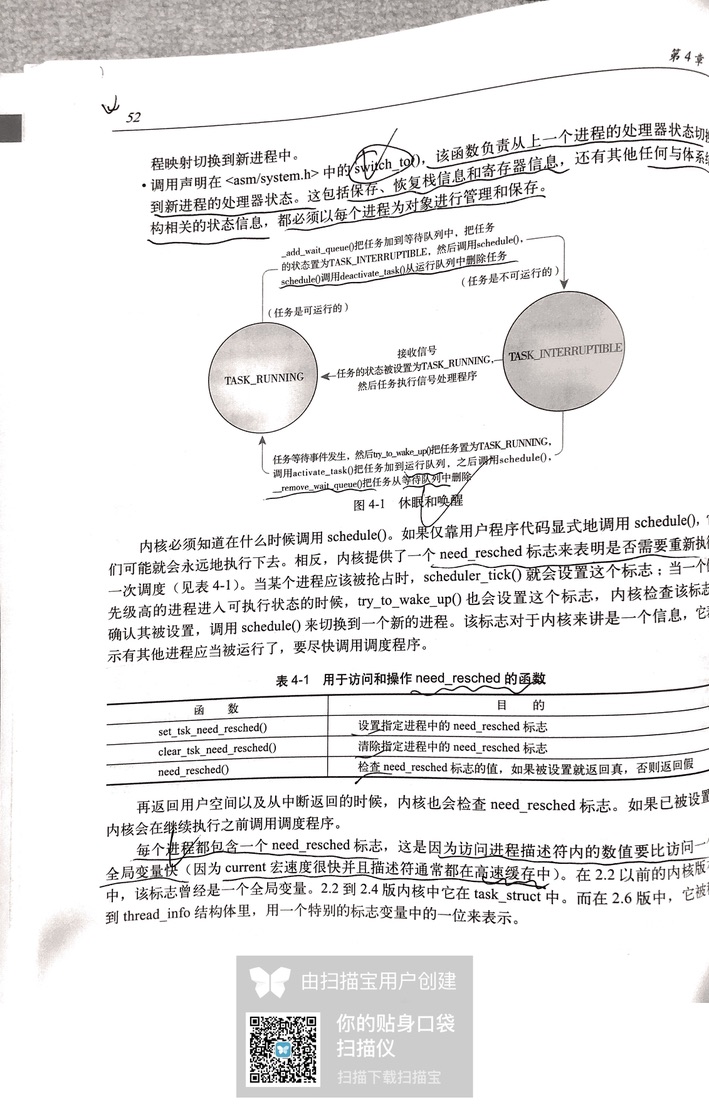 第4章
52
程映射切换到新进程中。
• 调用声明在 <asm/system.h> 中的 switch_to()，该函数负责从上一个进程的处理器状态切换
到新进程的处理器状态。这包括保存、恢复栈信息和寄存器信息，还有其他任何与体系结
构相关的状态信息，都必须以每个进程为对象进行管理和保存。
_add_wait_queue()把任务加到等待队列中，把任务
的状态置为TASK_INTERRUPTIBLE，然后调用schedule()，
schedule()调用deactivate_task()从运行队列中删除任务
（任务是不可运行的）
（任务是可运行的）
接收信号
任务的状态被设置为TASK_RUNNING，
然后任务执行信号处理程序
TASK_RUNNING
TASK_INTERRUPTIBLE
任务等待事件发生，然后try_to_wake_up()把任务置为TASK_RUNNING，
调用activate_task()把任务加到运行队列，之后调用schedule()，
__remove_wait_queue()把任务从等待队列中删除
图 4-1 休眠和唤醒
内核必须知道在什么时候调用 schedule()。如果仅靠用户程序代码显式地调用 schedule()，
们可能就会永远地执行下去。相反，内核提供了一个 need_resched 标志来表明是否需要重新执
一次调度（见表 4-1）。当某个进程应该被抢占时，scheduler_tick() 就会设置这个标志；当一个
先级高的进程进入可执行状态的时候，try_to_wake_up() 也会设置这个标志，内核检查该标志
确认其被设置，调用 schedule() 来切换到一个新的进程。该标志对于内核来讲是一个信息，它
示有其他进程应当被运行了，要尽快调用调度程序。
表 4-1 用于访问和操作 need_resched 的函数
函 数
目 的
set_tsk_need_resched()
设置指定进程中的 need_resched 标志
clear_tsk_need_resched()
清除指定进程中的 need_resched 标志
need_resched()
检查 need_resched 标志的值，如果被设置就返回真，否则返回假
再返回用户空间以及从中断返回的时候，内核也会检查 need_resched 标志。如果已被设置
内核会在继续执行之前调用调度程序。
每个进程都包含一个 need_resched 标志，这是因为访问进程描述符内的数值要比访问一
全局变量快（因为 current 宏速度很快并且描述符通常都在高速缓存中）。在 2.2 以前的内核版
中，该标志曾经是一个全局变量。2.2 到 2.4 版内核中它在 task_struct 中。而在 2.6 版中，它被
到 thread_info 结构体里，用一个特别的标志变量中的一位来表示。
由扫描宝用户创建
你的贴身口袋
扫描仪
扫描下载扫描宝